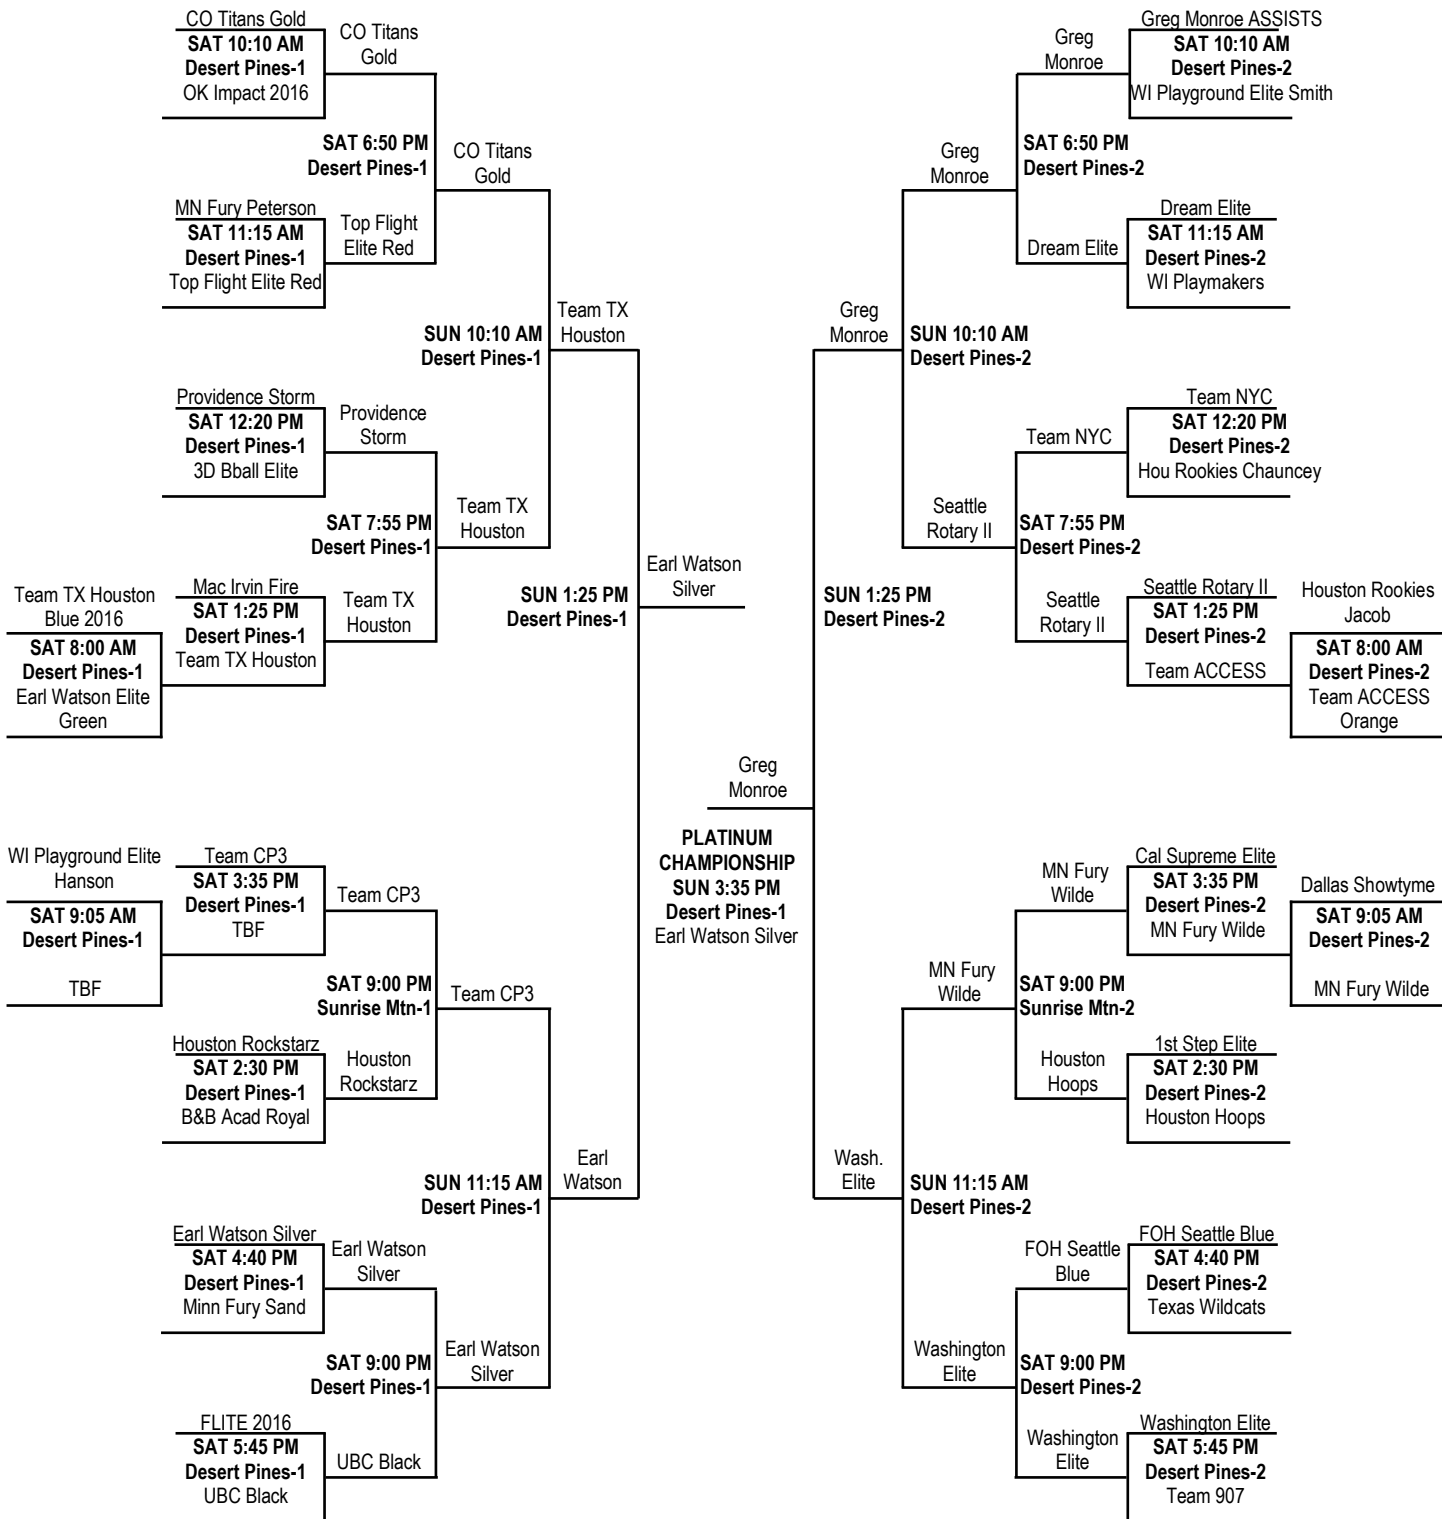 CO Titans Gold
SAT 10:10 AM
Desert Pines-1
OK Impact 2016
CO Titans
Gold
SAT 6:50 PM
Desert Pines-1
MN Fury Peterson
SAT 11:15 AM
Desert Pines-1
Top Flight Elite Red
Top Flight
Elite Red
CO Titans
Gold
SUN 10:10 AM
Desert Pines-1
Team TX
Houston
Providence Storm
SAT 12:20 PM
Desert Pines-1
3D Bball Elite
Providence
Storm
SAT 7:55 PM
Desert Pines-1
Team TX
Houston
Team TX Houston
Blue 2016
SAT 8:00 AM
Desert Pines-1
Earl Watson Elite
Green
Mac Irvin Fire
SAT 1:25 PM
Desert Pines-1
Team TX Houston
Team TX
Houston
SUN 1:25 PM
Desert Pines-1
Earl Watson
Silver
WI Playground Elite
Hanson
SAT 9:05 AM
Desert Pines-1
TBF
Team CP3
SAT 3:35 PM
Desert Pines-1
TBF
Team CP3
SAT 9:00 PM
Sunrise Mtn-1
Team CP3
Houston Rockstarz
SAT 2:30 PM
Desert Pines-1
B&B Acad Royal
Houston
Rockstarz
SUN 11:15 AM
Desert Pines-1
Earl
Watson
Earl Watson Silver
SAT 4:40 PM
Desert Pines-1
Minn Fury Sand
Earl Watson
Silver
SAT 9:00 PM
Desert Pines-1
Earl Watson
Silver
FLITE 2016
SAT 5:45 PM
Desert Pines-1
UBC Black
UBC Black
Greg
Monroe
PLATINUM
CHAMPIONSHIP
SUN 3:35 PM
Desert Pines-1
Earl Watson Silver
Greg Monroe ASSISTS
SAT 10:10 AM
Desert Pines-2
WI Playground Elite Smith
Greg
Monroe
SAT 6:50 PM
Desert Pines-2
Greg
Monroe
Dream Elite
SAT 11:15 AM
Desert Pines-2
WI Playmakers
Dream Elite
Greg
Monroe
SUN 10:10 AM
Desert Pines-2
Team NYC
SAT 12:20 PM
Desert Pines-2
Hou Rookies Chauncey
Team NYC
Seattle
Rotary II
SAT 7:55 PM
Desert Pines-2
Seattle
Rotary II
Seattle Rotary II
SAT 1:25 PM
Desert Pines-2
Team ACCESS
Houston Rookies
Jacob
SAT 8:00 AM
Desert Pines-2
Team ACCESS
Orange
SUN 1:25 PM
Desert Pines-2
MN Fury
Wilde
Cal Supreme Elite
SAT 3:35 PM
Desert Pines-2
MN Fury Wilde
Dallas Showtyme
SAT 9:05 AM
Desert Pines-2
MN Fury Wilde
MN Fury
Wilde
SAT 9:00 PM
Sunrise Mtn-2
Houston
Hoops
1st Step Elite
SAT 2:30 PM
Desert Pines-2
Houston Hoops
Wash.
Elite
SUN 11:15 AM
Desert Pines-2
FOH Seattle
Blue
FOH Seattle Blue
SAT 4:40 PM
Desert Pines-2
Texas Wildcats
Washington
Elite
SAT 9:00 PM
Desert Pines-2
Washington
Elite
Washington Elite
SAT 5:45 PM
Desert Pines-2
Team 907